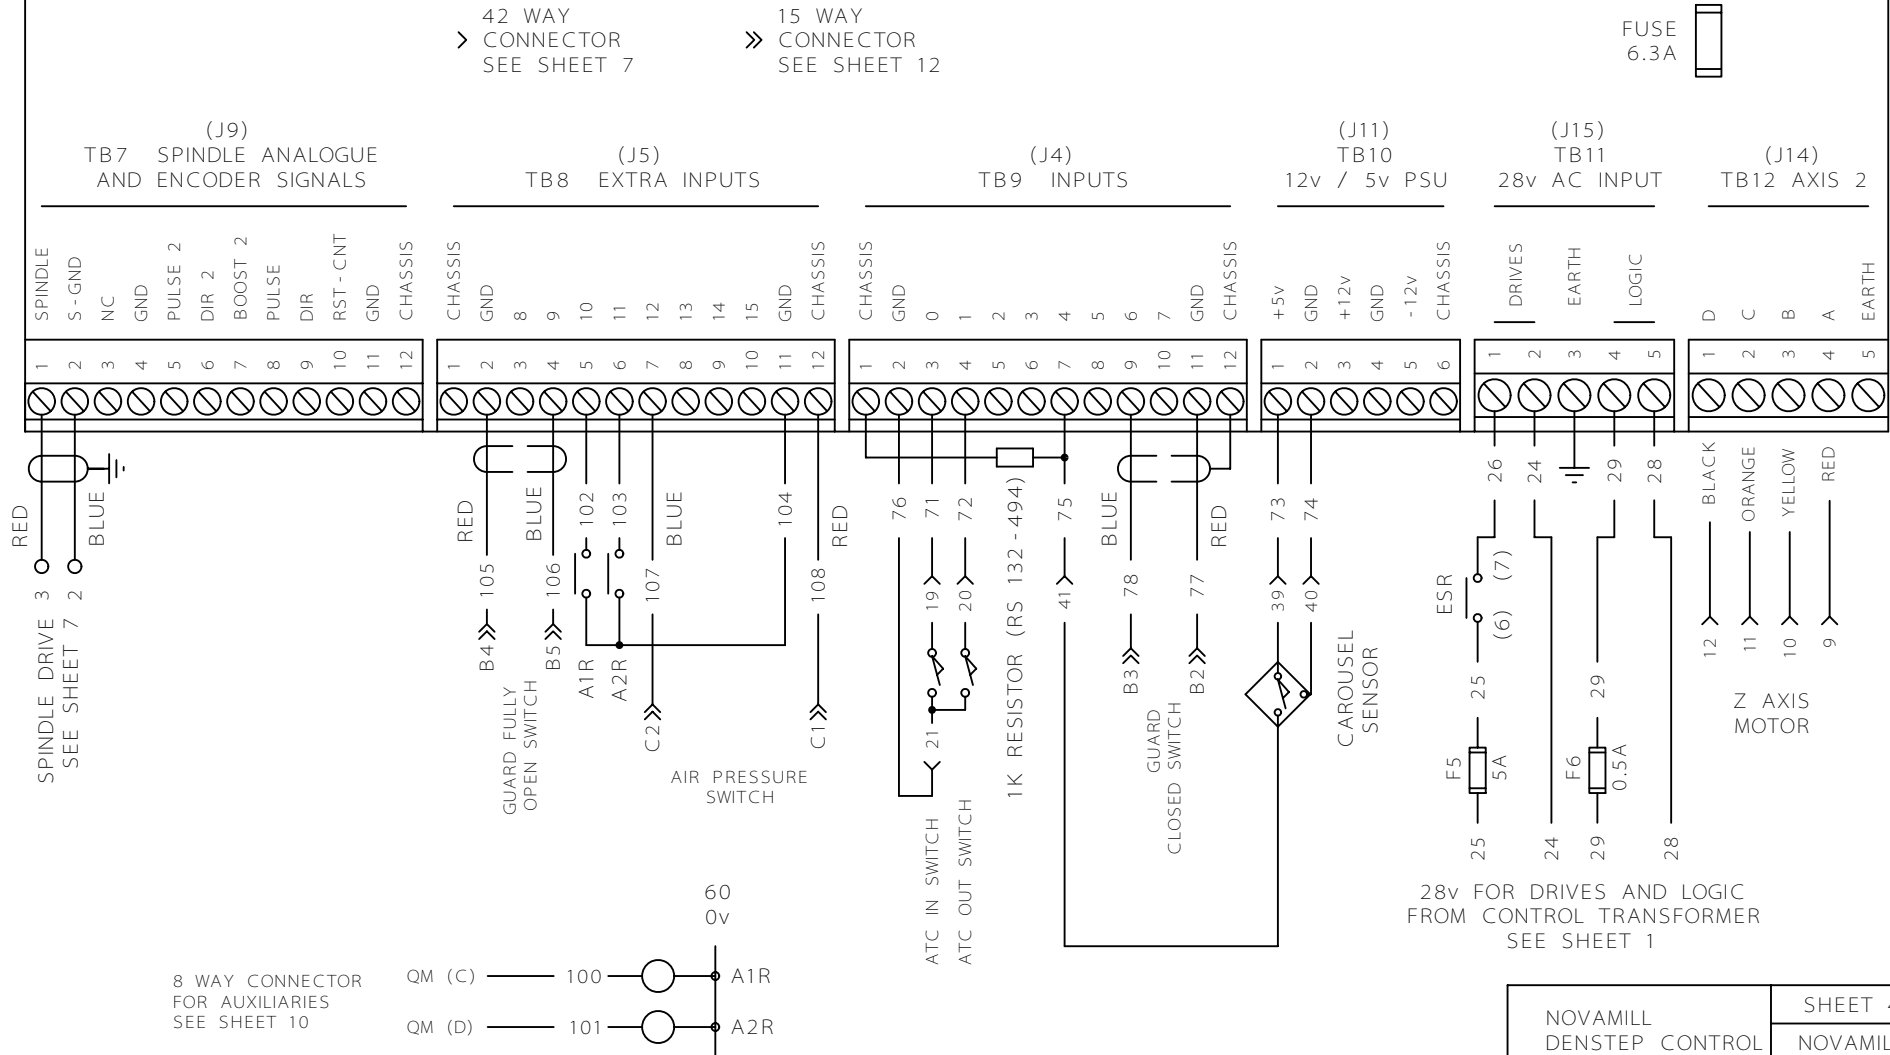 42 WAY
CONNECTOR
SEE SHEET 7
15 WAY
CONNECTOR
SEE SHEET 12
FUSE
6.3A
(J9)
TB7 SPINDLE ANALOGUE
AND ENCODER SIGNALS
(J5)
TB8 EXTRA INPUTS
(J4)
TB9 INPUTS
(J11)
TB10
12v / 5v PSU
(J15)
TB11
28v AC INPUT
(J14)
TB12 AXIS 2
SPINDLE
S-GND
NC
GND
PULSE 2
DIR 2
BOOST 2
PULSE
DIR
RST-CNT
GND
CHASSIS
CHASSIS
GND
8
9
10
11
12
13
14
15
GND
CHASSIS
CHASSIS
GND
0
1
2
3
4
5
6
7
GND
CHASSIS
+5v
GND
+12v
GND
-12v
CHASSIS
DRIVES
EARTH
LOGIC
D
C
B
A
EARTH
1 2 3 4 5 6 7 8 9 10 11 12
1 2 3 4 5 6 7 8 9 10 11 12
1 2 3 4 5 6 7 8 9 10 11 12
1 2 3 4 5 6
1 2 3 4 5
1 2 3 4 5
RED
BLUE
3
2
SPINDLE DRIVE
SEE SHEET 7
RED
BLUE
102
103
BLUE
104
RED
105
106
107
108
B4
B5
A1R
A2R
C2
C1
GUARD FULLY
OPEN SWITCH
AIR PRESSURE
SWITCH
76
71
72
75
19
20
41
21
1K RESISTOR (RS 132-494)
ATC IN SWITCH
ATC OUT SWITCH
BLUE
RED
78
77
B3
B2
GUARD
CLOSED SWITCH
73
74
39
40
CAROUSEL
SENSOR
26
24
29
28
ESR
(7)
(6)
25
29
F5
5A
F6
0.5A
25
24
29
28
28v FOR DRIVES AND LOGIC
FROM CONTROL TRANSFORMER
SEE SHEET 1
BLACK
ORANGE
YELLOW
RED
12
11
10
9
Z AXIS
MOTOR
60
0v
8 WAY CONNECTOR
FOR AUXILIARIES
SEE SHEET 10
QM (C)
100
A1R
QM (D)
101
A2R
NOVAMILL
DENSTEP CONTROL
SHEET 4
NOVAMIL